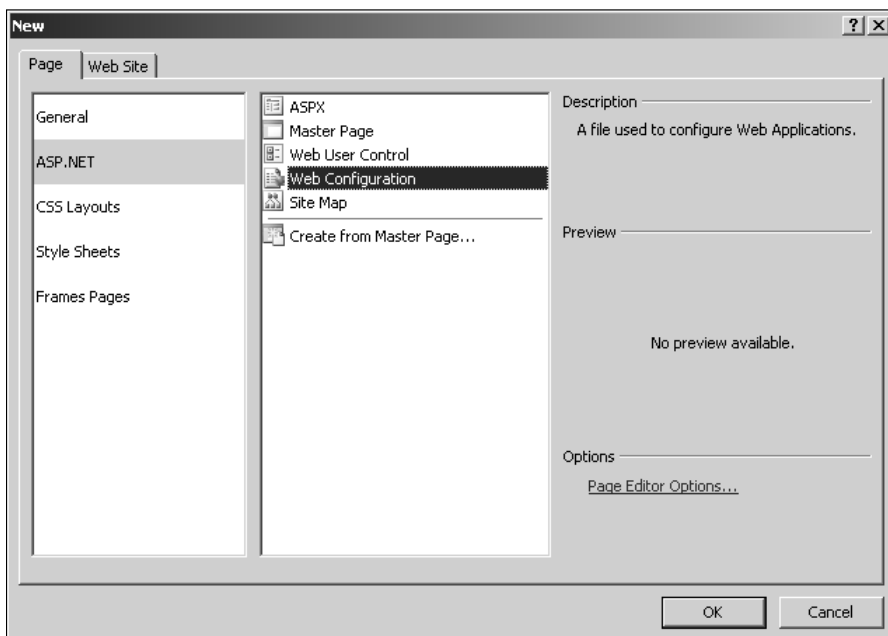 New
Page
Web Site
General
ASP.NET
CSS Layouts
Style Sheets
Frames Pages
ASPX
Master Page
Web User Control
Web Configuration
Site Map
Create from Master Page...
Description
A file used to configure Web Applications.
Preview
No preview available.
Options
Page Editor Options...
OK
Cancel